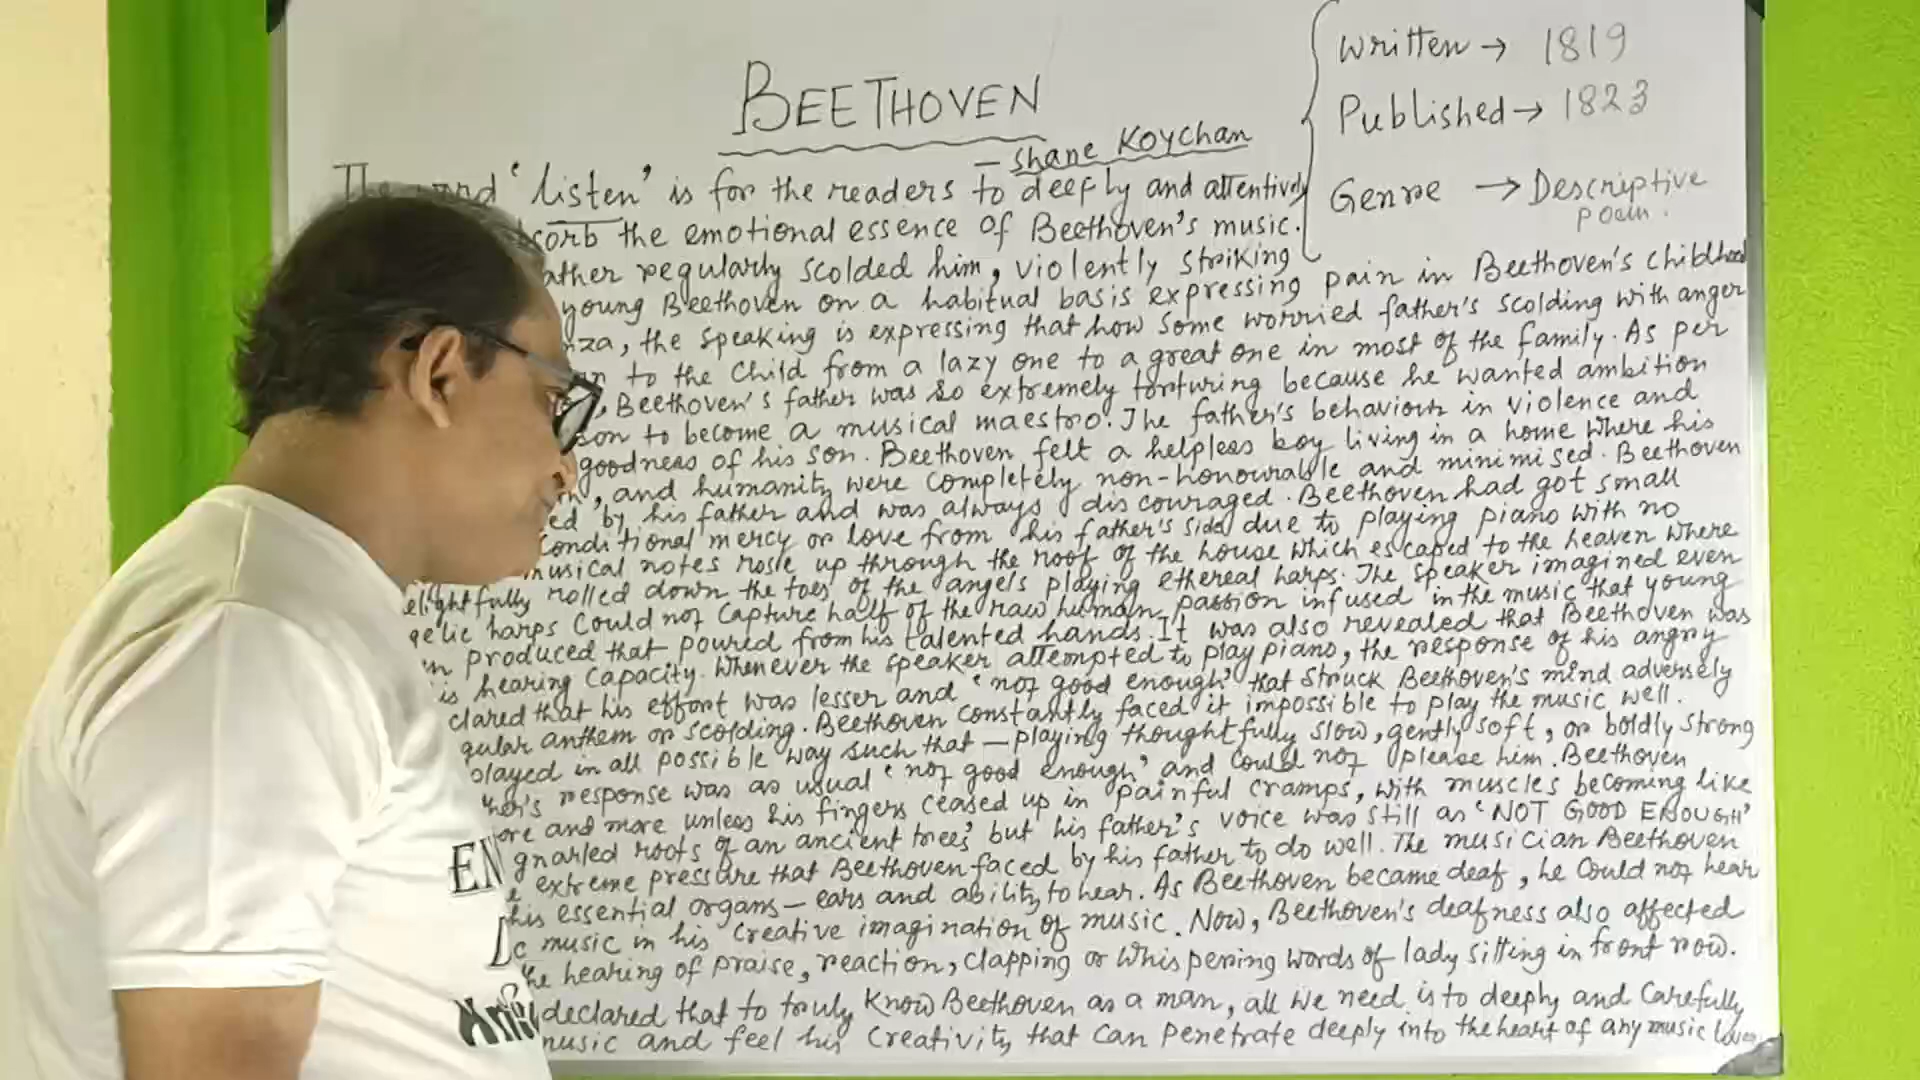 BEETHOVEN
- Shane Koychan
Written → 1819
Published → 1823
Genre → Descriptive
poem.
'listen' is for the readers to deeply and attentively
the emotional essence of Beethoven's music.
regularly scolded him, violently striking
young Beethoven on a habitual basis expressing pain in Beethoven's childhood
, the speaking is expressing that how some worried father's scolding with anger
to the child from a lazy one to a great one in most of the family. As per
, Beethoven's father was so extremely torturing because he wanted ambition
son to become a musical maestro. The father's behaviour in violence and
goodness of his son. Beethoven felt a helpless boy living in a home where his
, and humanity were completely non-honourable and minimised. Beethoven
by his father and was always discouraged. Beethoven had got small
conditional mercy or love from his father's side due to playing piano with no
musical notes rose up through the roof of the house which escaped to the heaven where
rolled down the toes of the angels playing ethereal harps. The speaker imagined even
harps could not capture half of the raw human passion infused in the music that young
produced that poured from his talented hands. It was also revealed that Beethoven was
hearing capacity. Whenever the speaker attempted to play piano, the response of his angry
that his effort was lesser and 'not good enough' that struck Beethoven's mind adversely
anthem or scolding. Beethoven constantly faced it impossible to play the music well.
played in all possible way such that — playing thoughtfully slow, gently soft, or boldly strong
response was as usual 'not good enough' and could not please him. Beethoven
and more unless his fingers ceased up in painful cramps, with muscles becoming like
gnarled roots of an ancient trees' but his father's voice was still as 'NOT GOOD ENOUGH'
extreme pressure that Beethoven faced by his father to do well. The musician Beethoven
his essential organs — ears and ability to hear. As Beethoven became deaf, he could not hear
music in his creative imagination of music. Now, Beethoven's deafness also affected
the hearing of praise, reaction, clapping or whispering words of lady sitting in front row.
declared that to truly know Beethoven as a man, all we need is to deeply and carefully
music and feel his creativity that can penetrate deeply into the heart of any music